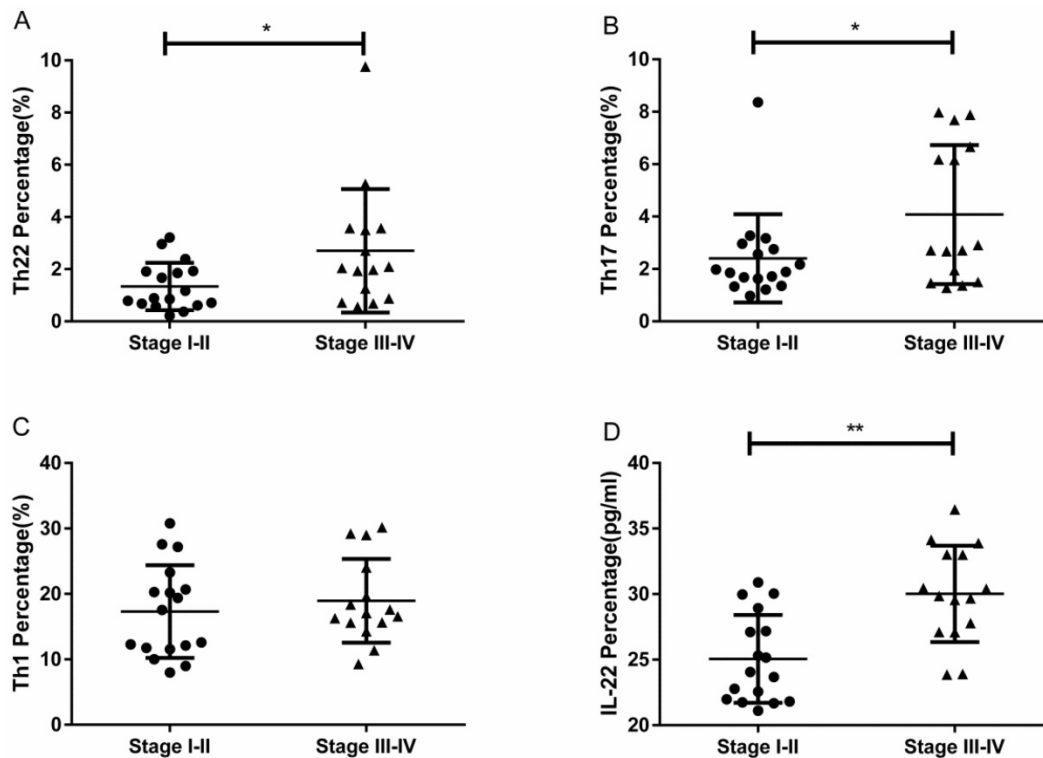 A
*
Th22 Percentage(%)
10
8
6
4
2
0
Stage I-II
Stage III-IV
B
*
Th17 Percentage(%)
10
8
6
4
2
0
Stage I-II
Stage III-IV
C
Th1 Percentage(%)
40
30
20
10
0
Stage I-II
Stage III-IV
D
**
IL-22 Percentage(pg/ml)
40
35
30
25
20
Stage I-II
Stage III-IV